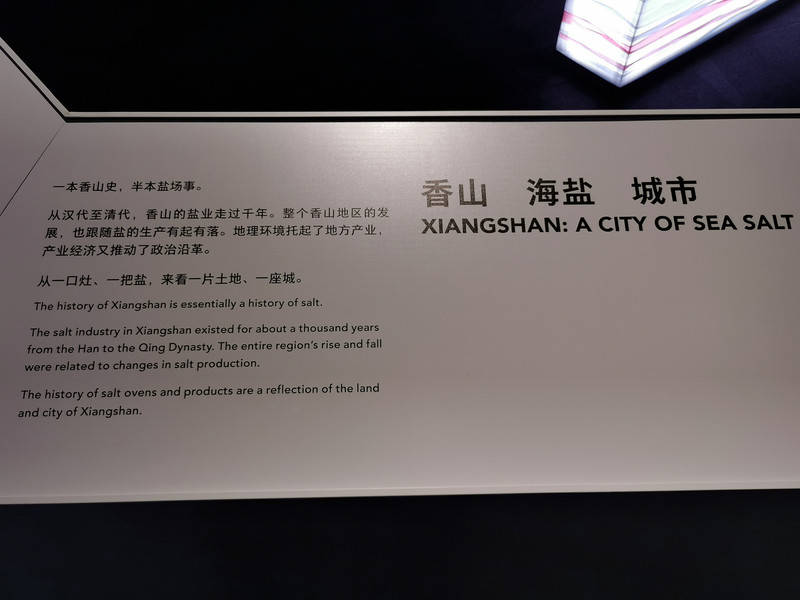 一本香山史，半本盐场事。
从汉代至清代，香山的盐业走过千年。整个香山地区的发
展，也跟随盐的生产有起有落。地理环境托起了地方产业，
产业经济又推动了政治沿革。
从一口灶、一把盐，来看一片土地、一座城。
The history of Xiangshan is essentially a history of salt.
The salt industry in Xiangshan existed for about a thousand years
from the Han to the Qing Dynasty. The entire region's rise and fall
were related to changes in salt production.
The history of salt ovens and products are a reflection of the land
and city of Xiangshan.
香山 海盐 城市
XIANGSHAN: A CITY OF SEA SALT